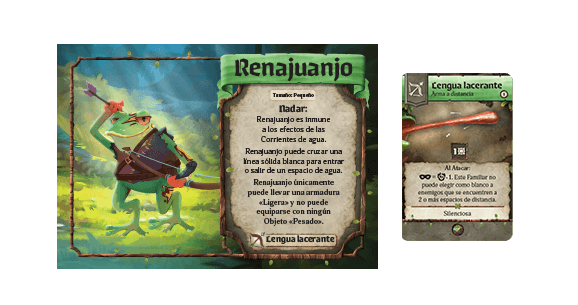 Renajuanjo
Tamaño: Pequeño
Nadar:
Renajuanjo es inmune
a los efectos de las
Corrientes de agua.
Renajuanjo puede cruzar una
línea sólida blanca para entrar
o salir de un espacio de agua.
Renajuanjo únicamente
puede llevar una armadura
«Ligera» y no puede
equiparse con ningún
Objeto «Pesado».
Lengua lacerante
Lengua lacerante
Arma a distancia
1
Al Atacar:
= -1. Este Familiar no
puede elegir como blanco a
enemigos que se encuentren a
2 o más espacios de distancia.
Silenciosa